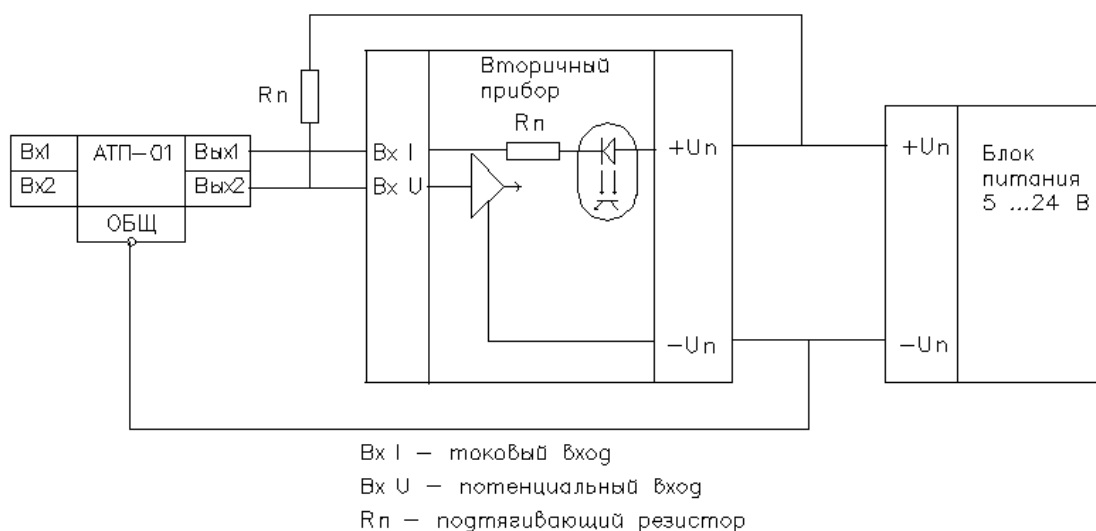 Rп
Вторичный
прибор
Rп
Вх1
АТП-01
Вых1
Вх2
Вых2
ОБЩ
Вх I
Вх U
+Uп
-Uп
+Uп
-Uп
Блок
питания
5 ...24 В
Вх I – токовый вход
Вх U – потенциальный вход
Rп – подтягивающий резистор